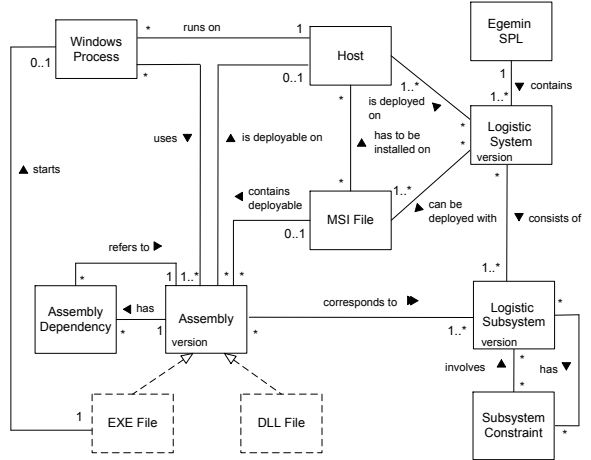 Windows
Process
*
runs on
1
Host
Egemin
SPL
0..1
*
0..1
*
1..*
1
contains
1..*
is deployed
on
*
Logistic
System
version
uses
is deployable on
has to be
installed on
*
*
starts
contains
deployable
*
1..*
MSI File
can be
deployed with
consists of
0..1
refers to
*
1
1..*
*
*
1..*
Assembly
Dependency
has
*
1
Assembly
version
*
corresponds to
1..*
Logistic
Subsystem
version
*
involves
*
has
*
1
EXE File
DLL File
Subsystem
Constraint
*